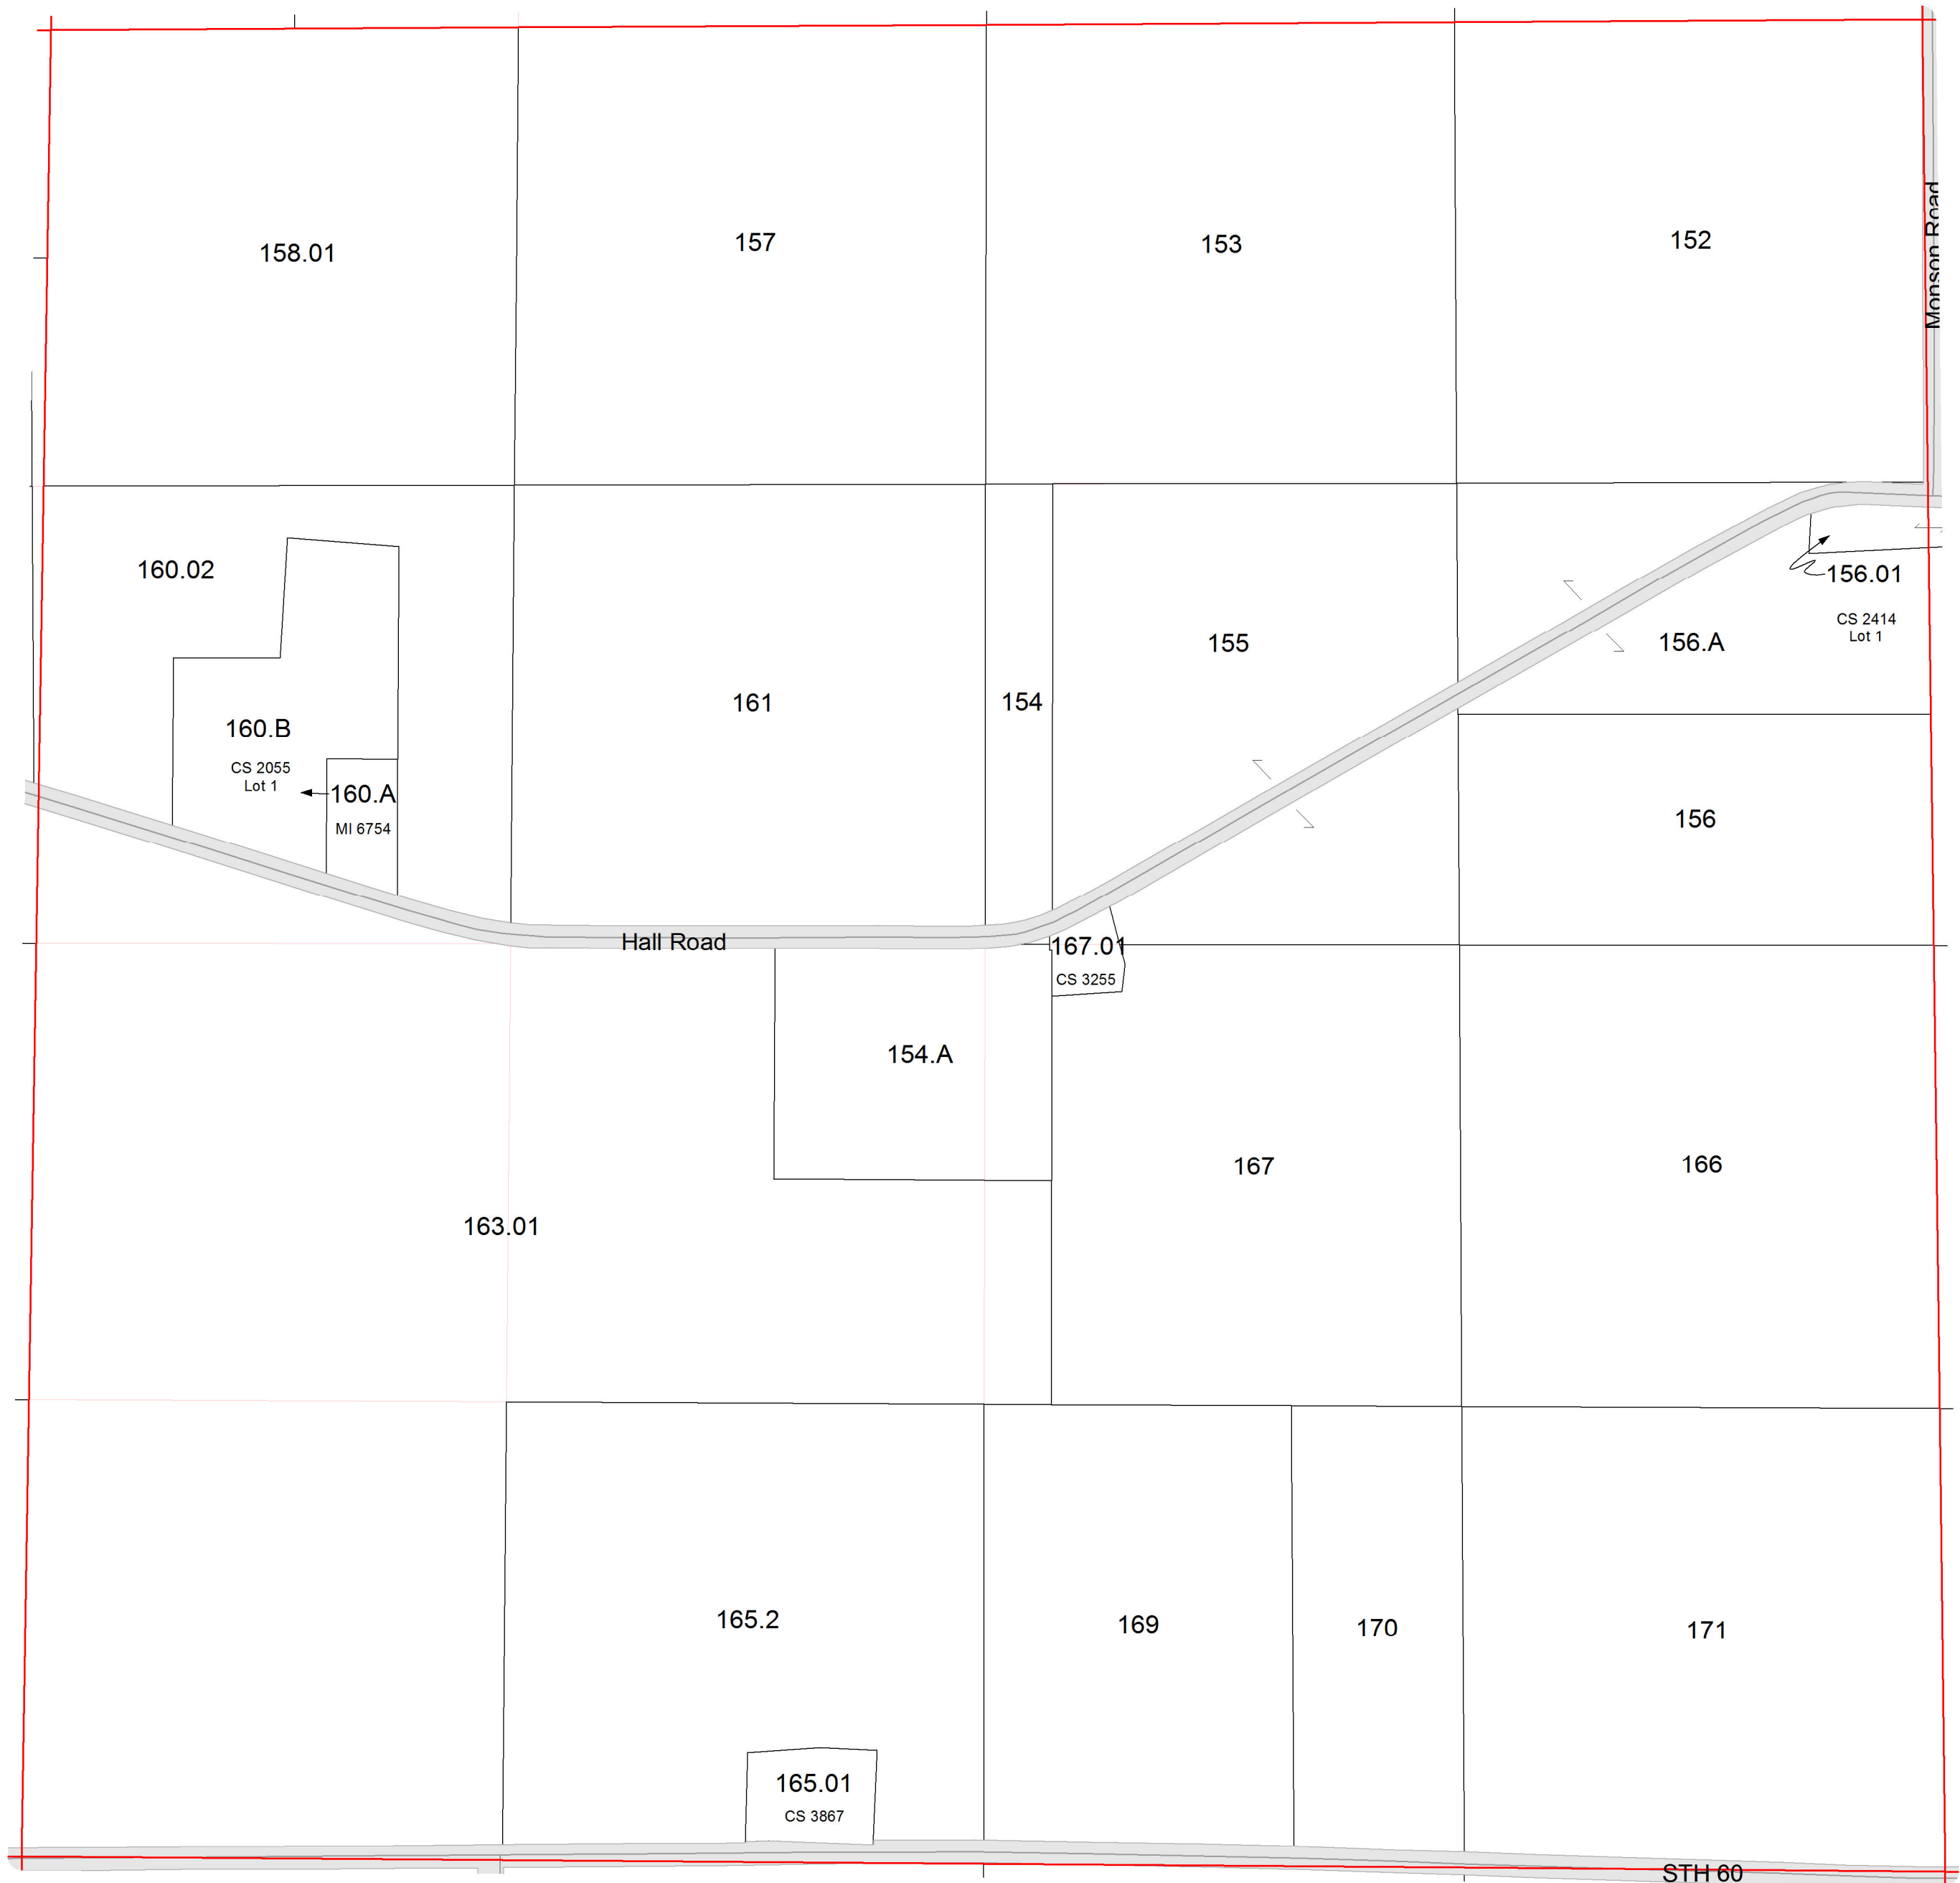 158.01
157
153
152
Monson Road
160.02
156.01
CS 2414
Lot 1
155
156.A
161
154
160.B
CS 2055
Lot 1
160.A
MI 6754
156
Hall Road
167.01
CS 3255
154.A
167
166
163.01
165.2
169
170
171
165.01
CS 3867
STH 60